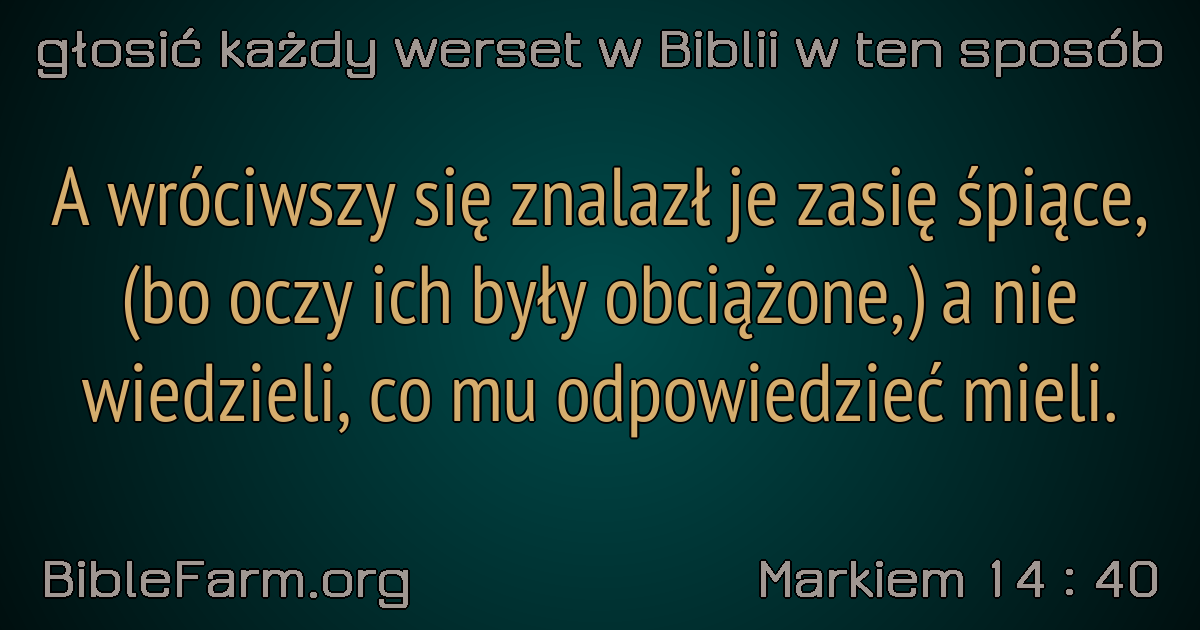 głosić każdy werset w Biblii w ten sposób
A wróciwszy się znalazł je zasię śpiące,
(bo oczy ich były obciążone,) a nie
wiedzieli, co mu odpowiedzieć mieli.
BibleFarm.org
Markiem 14 : 40